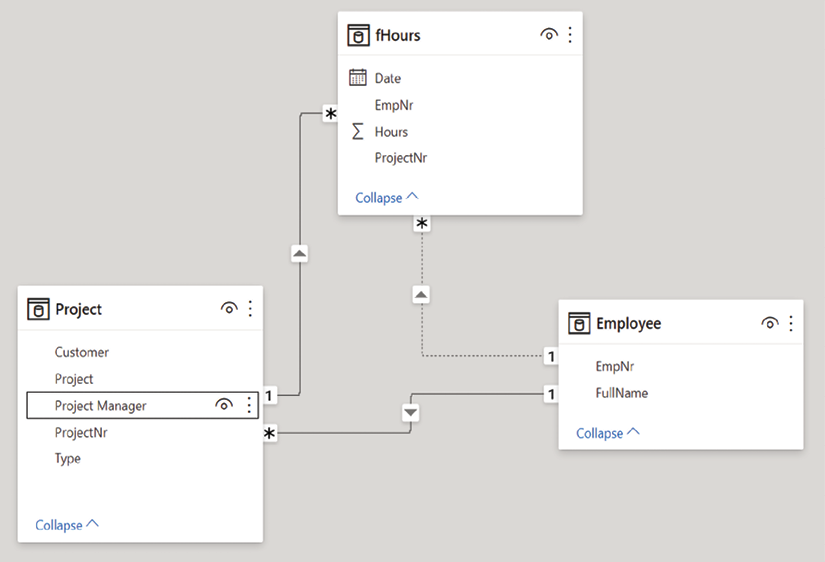 fHours
Date
EmpNr
Hours
ProjectNr
Collapse
*
*
Project
Customer
Project
Project Manager
ProjectNr
Type
Collapse
1
*
Employee
EmpNr
FullName
Collapse
1
1